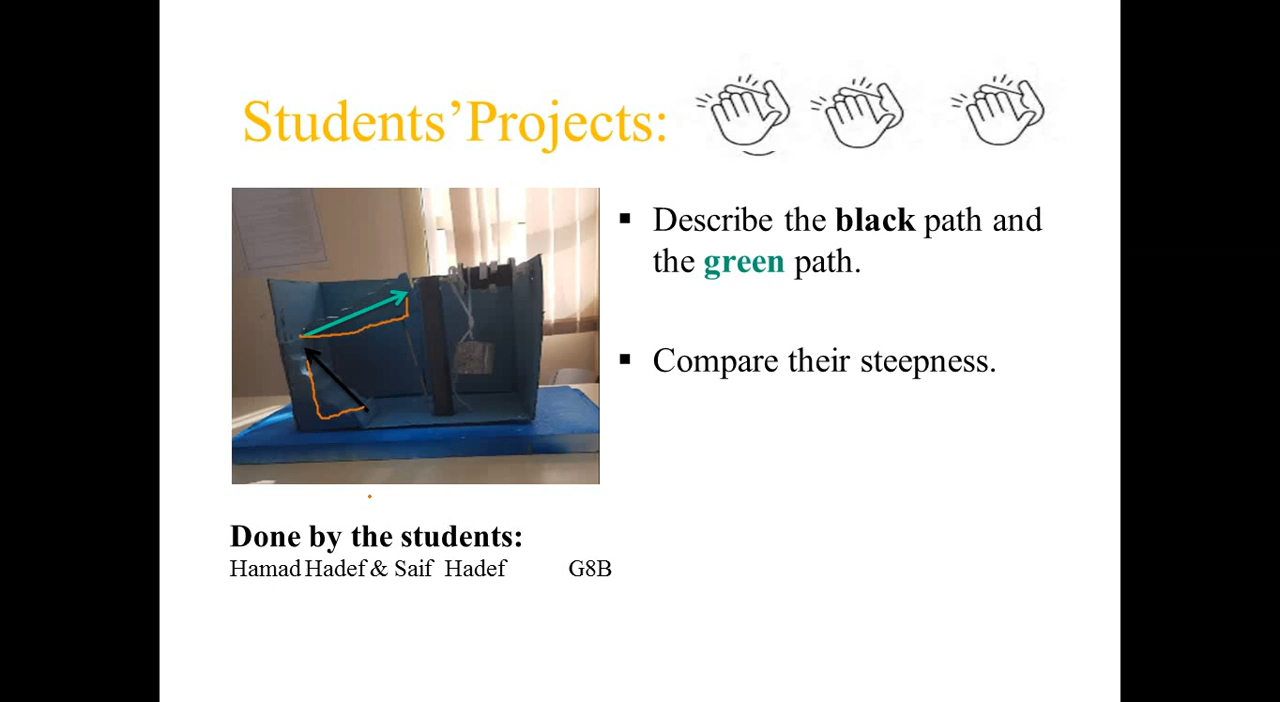 Students’Projects:
▪ Describe the black path and
the green path.
▪ Compare their steepness.
Done by the students:
Hamad Hadef & Saif Hadef G8B